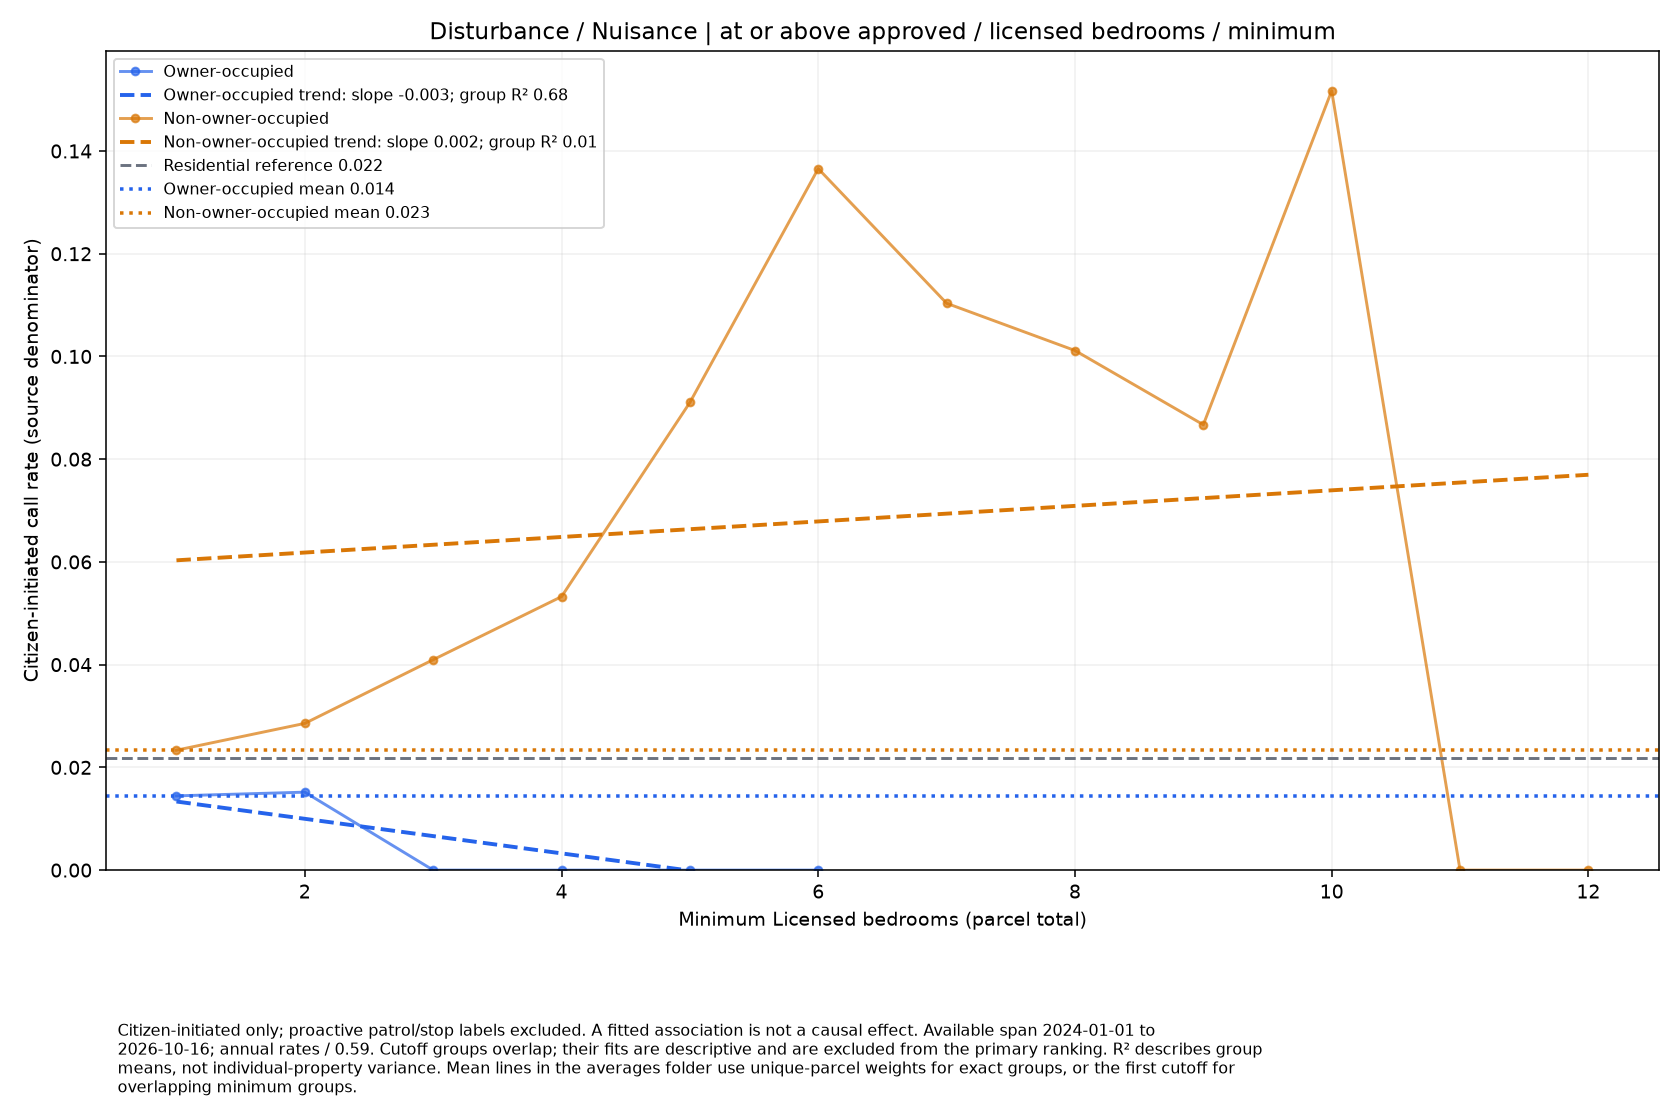 Disturbance / Nuisance | at or above approved / licensed bedrooms / minimum
Owner-occupied
Owner-occupied trend: slope -0.003; group R² 0.68
Non-owner-occupied
Non-owner-occupied trend: slope 0.002; group R² 0.01
Residential reference 0.022
Owner-occupied mean 0.014
Non-owner-occupied mean 0.023
Citizen-initiated call rate (source denominator)
0.14
0.12
0.10
0.08
0.06
0.04
0.02
0.00
2 4 6 8 10 12
Minimum Licensed bedrooms (parcel total)
Citizen-initiated only; proactive patrol/stop labels excluded. A fitted association is not a causal effect. Available span 2024-01-01 to
2026-10-16; annual rates / 0.59. Cutoff groups overlap; their fits are descriptive and are excluded from the primary ranking. R² describes group
means, not individual-property variance. Mean lines in the averages folder use unique-parcel weights for exact groups, or the first cutoff for
overlapping minimum groups.